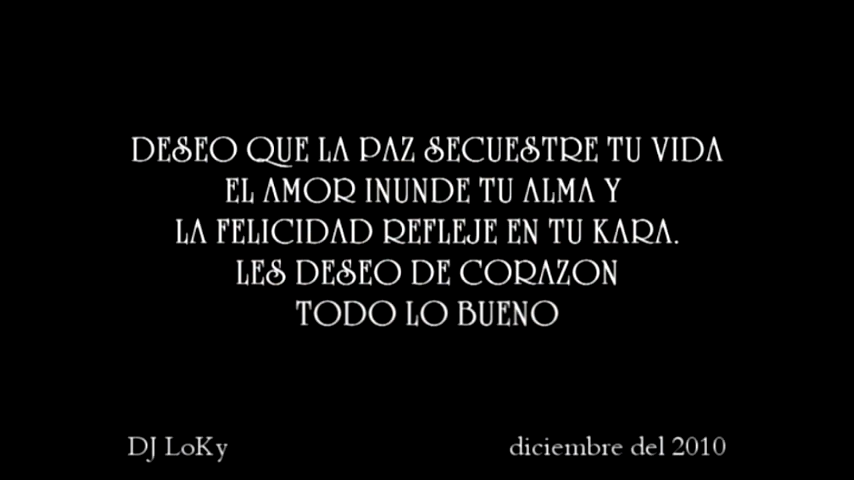 DESEO QUE LA PAZ SECUESTRE TU VIDA
EL AMOR INUNDE TU ALMA Y
LA FELICIDAD REFLEJE EN TU KARA.
LES DESEO DE CORAZON
TODO LO BUENO
DJ LoKy diciembre del 2010